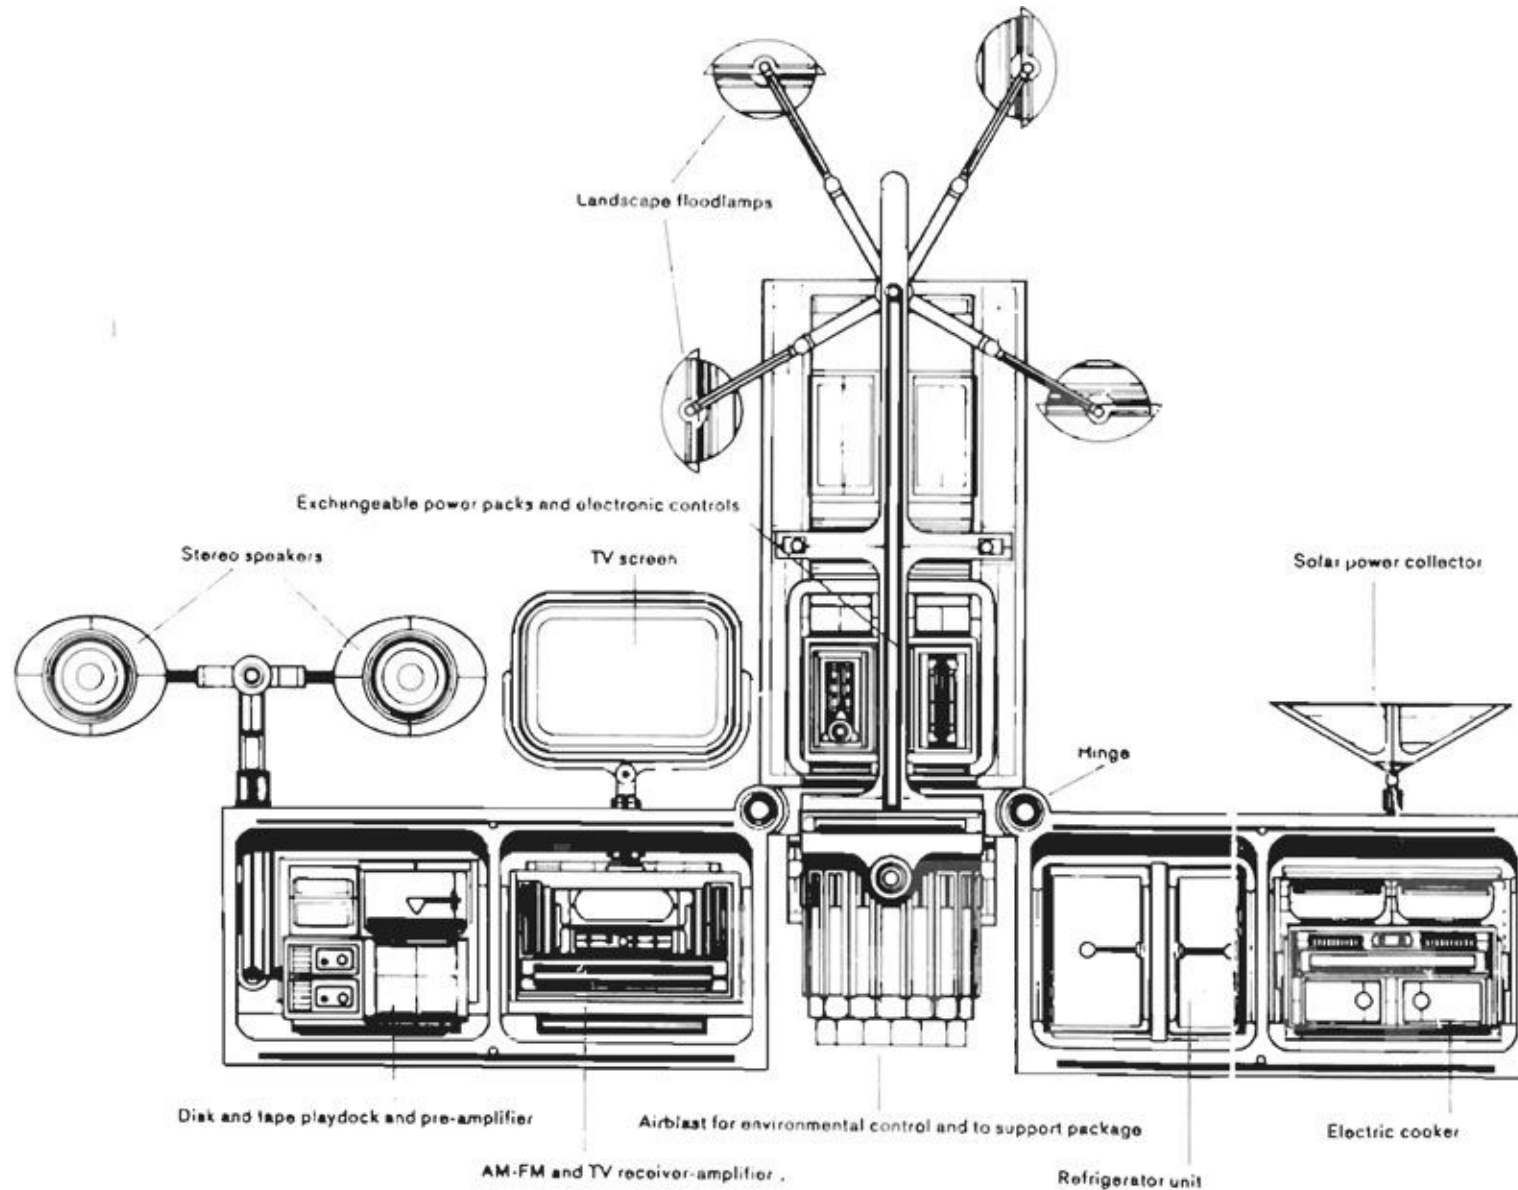 Landscape floodlamps
Exchangeable power packs and electronic controls
Stereo speakers
TV screen
Solar power collector
Hinge
Disk and tape playdock and pre-amplifier
Airblast for environmental control and to support package
Electric cooker
AM-FM and TV receiver-amplifier .
Refrigerator unit